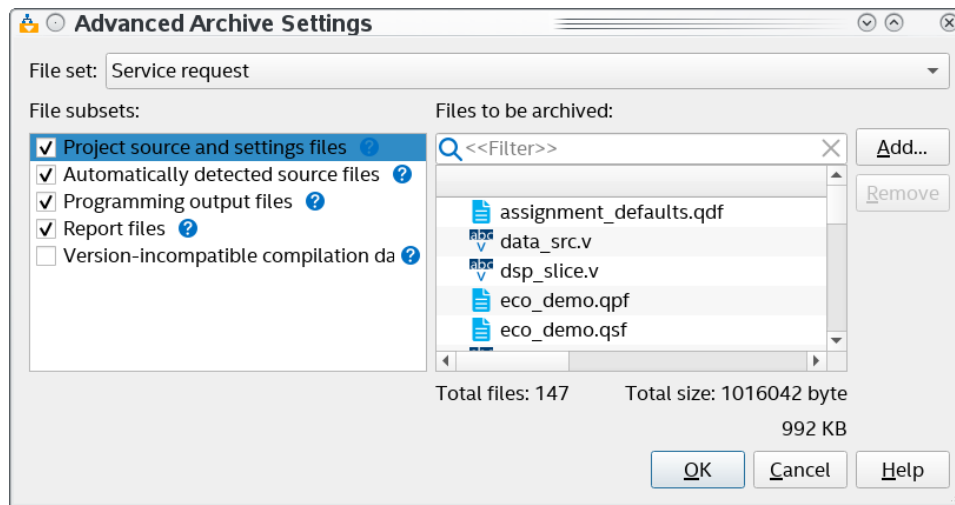 Advanced Archive Settings
File set: Service request
File subsets:
Project source and settings files
Automatically detected source files
Programming output files
Report files
Version-incompatible compilation da
Files to be archived:
<<Filter>>
assignment_defaults.qdf
data_src.v
dsp_slice.v
eco_demo.qpf
eco_demo.qsf
Add...
Remove
Total files: 147
Total size: 1016042 byte
992 KB
OK
Cancel
Help